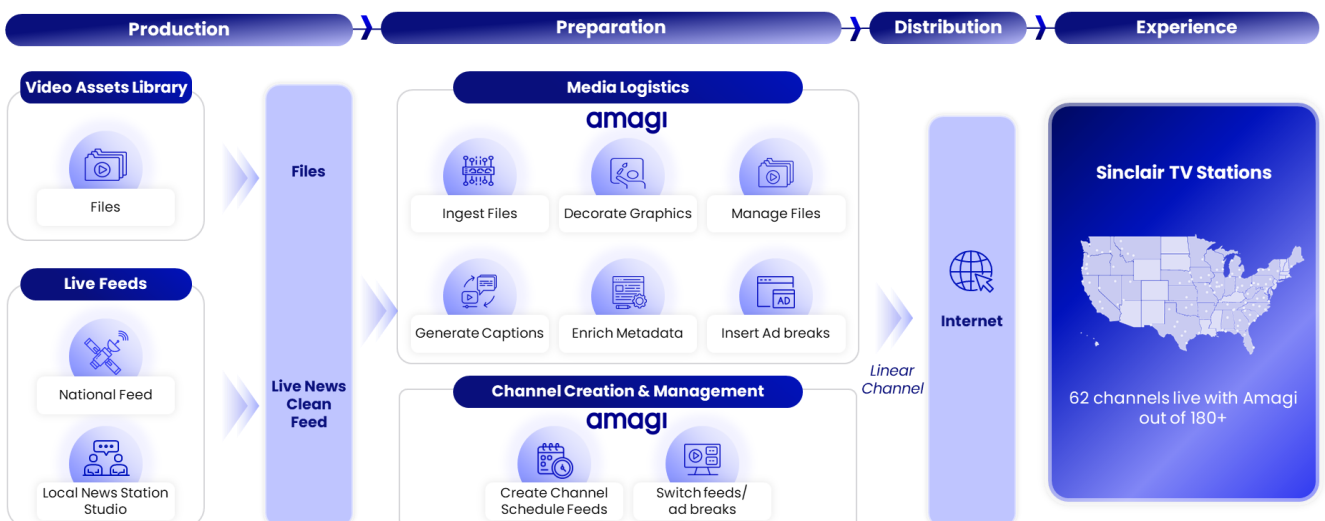 Production
Preparation
Distribution
Experience
Video Assets Library
Files
Live Feeds
National Feed
Local News Station
Studio
Files
Live News
Clean
Feed
Media Logistics
amagi
Ingest Files
Decorate Graphics
Manage Files
Generate Captions
Enrich Metadata
AD
Insert Ad breaks
Channel Creation & Management
amagi
Create Channel
Schedule Feeds
Switch feeds/
ad breaks
Linear
Channel
Internet
Sinclair TV Stations
62 channels live with Amagi
out of 180+